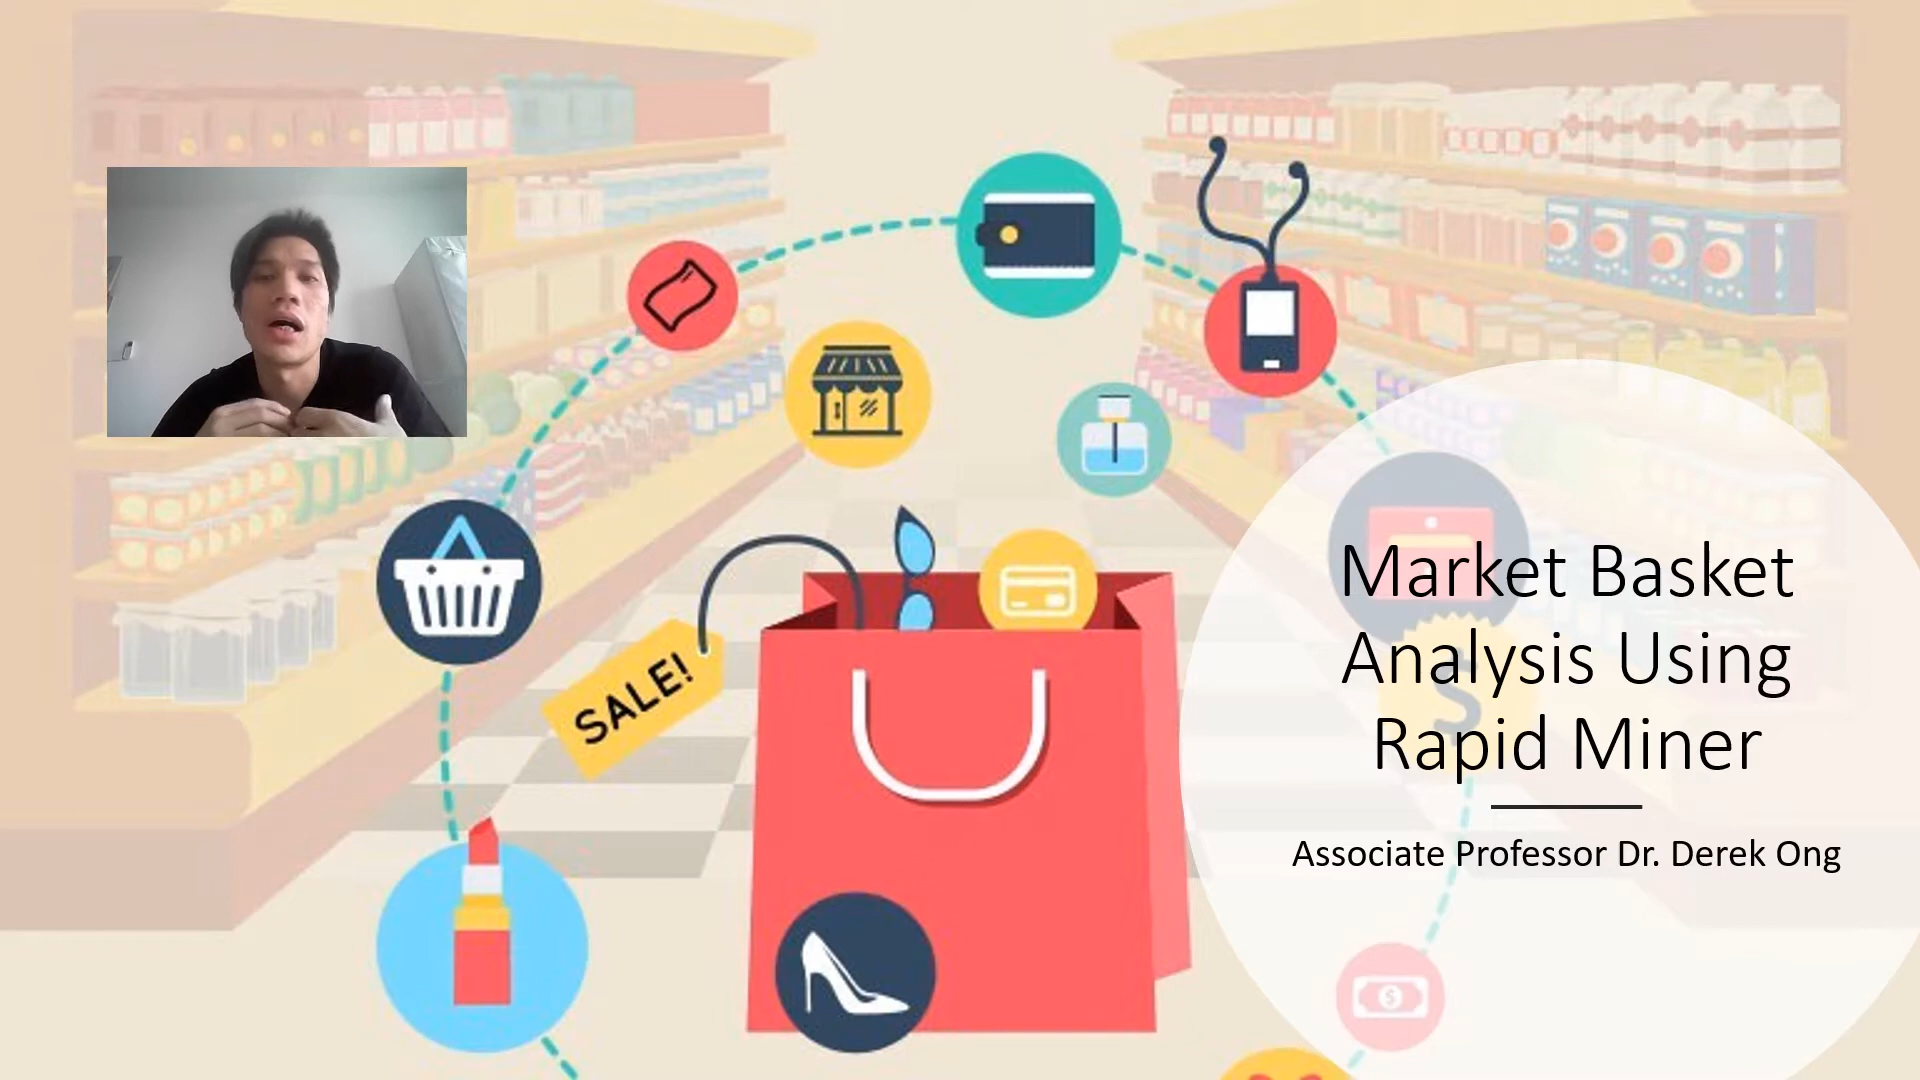 SALE!
Market Basket
Analysis Using
Rapid Miner
Associate Professor Dr. Derek Ong